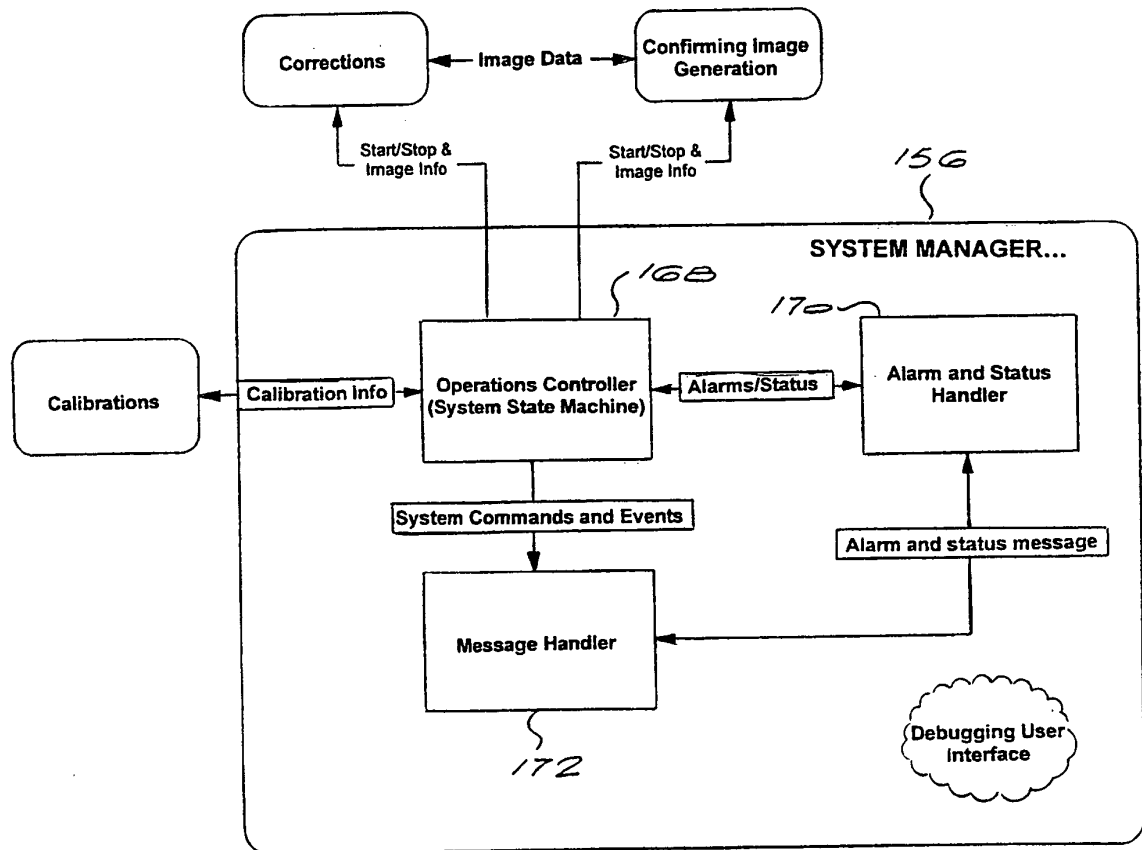 Corrections
Image Data
Confirming Image
Generation
Start/Stop &
Image Info
Start/Stop &
Image Info
156
SYSTEM MANAGER...
168
170
Calibrations
Calibration Info
Operations Controller
(System State Machine)
Alarms/Status
Alarm and Status
Handler
System Commands and Events
Alarm and status message
Message Handler
172
Debugging User
Interface